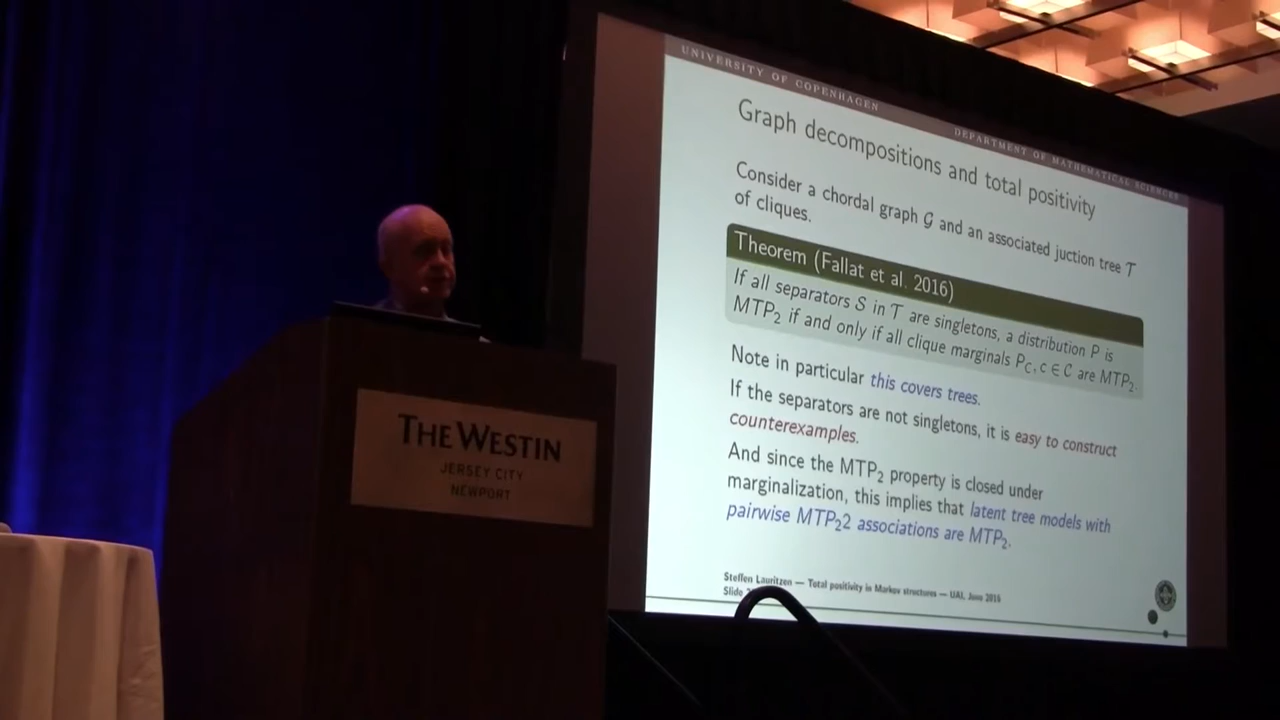 UNIVERSITY OF COPENHAGEN
DEPARTMENT OF MATHEMATICAL SCIENCES
Graph decompositions and total positivity
Consider a chordal graph 𝒢 and an associated juction tree 𝒯
of cliques.
Theorem (Fallat et al. 2016)
If all separators 𝒮 in 𝒯 are singletons, a distribution P is
MTP₂ if and only if all clique marginals P_C, c ∈ 𝒞 are MTP₂.
Note in particular this covers trees.
If the separators are not singletons, it is easy to construct
counterexamples.
And since the MTP₂ property is closed under
marginalization, this implies that latent tree models with
pairwise MTP₂2 associations are MTP₂.
Steffen Lauritzen — Total positivity in Markov structures — UAI, June 2016
Slide
THE WESTIN
JERSEY CITY
NEWPORT